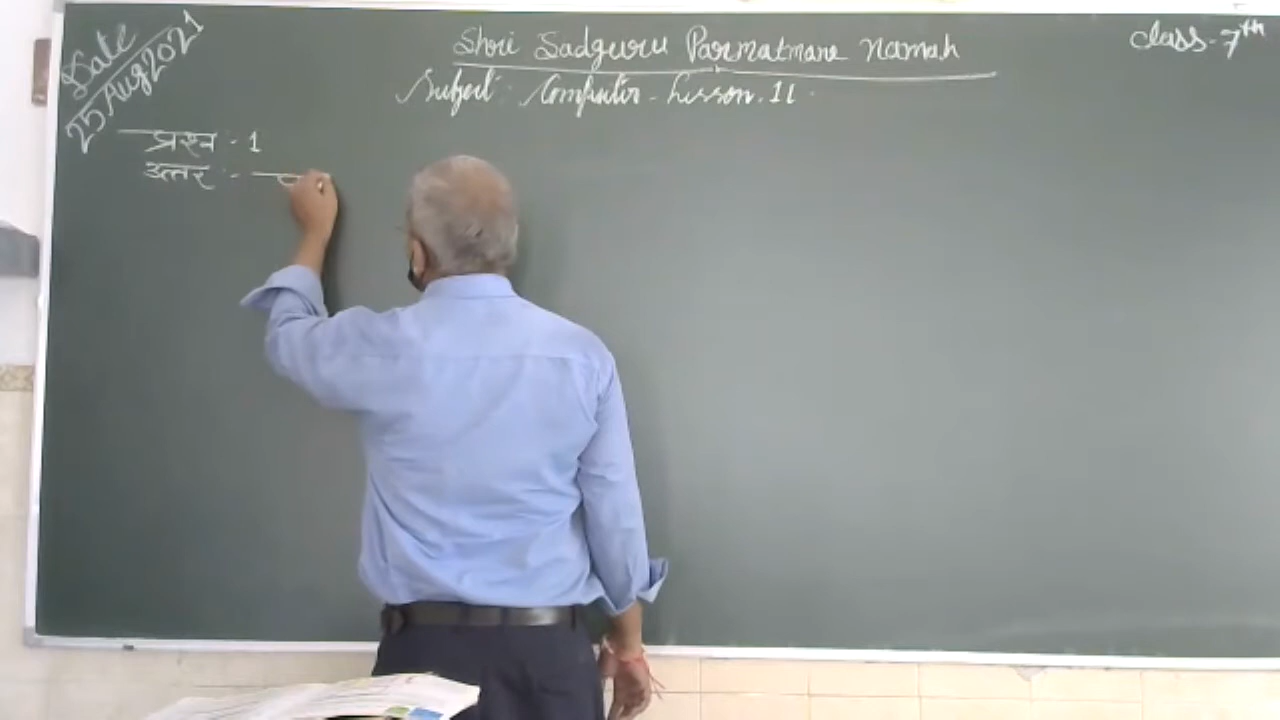 Date
25 Aug 2021
Shri Sadguru Parmatmane Namah
Class - 7th
Subject : Computer - Lesson. 11
प्रश्न :- 1
उत्तर :-